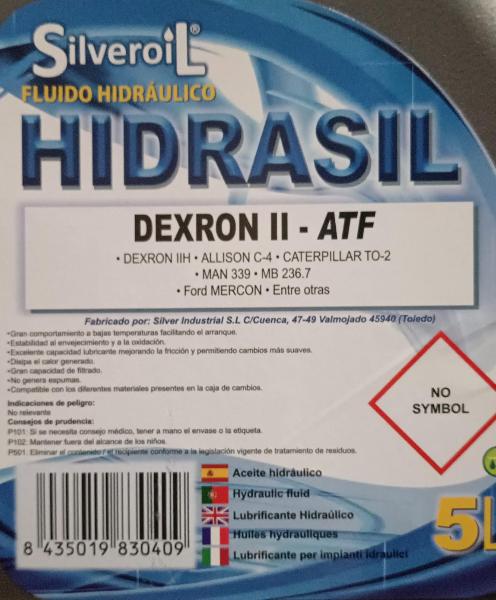 SilveroiL®
FLUIDO HIDRÁULICO
HIDRASIL
DEXRON II - ATF
• DEXRON IIH • ALLISON C-4 • CATERPILLAR TO-2
• MAN 339 • MB 236.7
• Ford MERCON • Entre otras
Fabricado por: Silver Industrial S.L C/Cuenca, 47-49 Valmojado 45940 (Toledo)
•Gran comportamiento a bajas temperaturas facilitando el arranque.
•Estabilidad al envejecimiento y a la oxidación.
•Excelente capacidad lubricante mejorando la fricción y permitiendo cambios más suaves.
•Disipa el calor generado.
•Gran capacidad de filtrado.
•No genera espumas.
•Compatible con los diferentes materiales presentes en la caja de cambios.
Indicaciones de peligro:
No relevante
Consejos de prudencia:
P101: Si se necesita consejo médico, tener a mano el envase o la etiqueta.
P102: Mantener fuera del alcance de los niños.
P501: Eliminar el contenido / el recipiente conforme a la legislación vigente de tratamiento de residuos.
NO
SYMBOL
Aceite hidráulico
Hydraulic fluid
Lubrificante Hidraúlico
Huiles hydrauliques
Lubrificante per impianti idraulici
5L
8 435019 830409